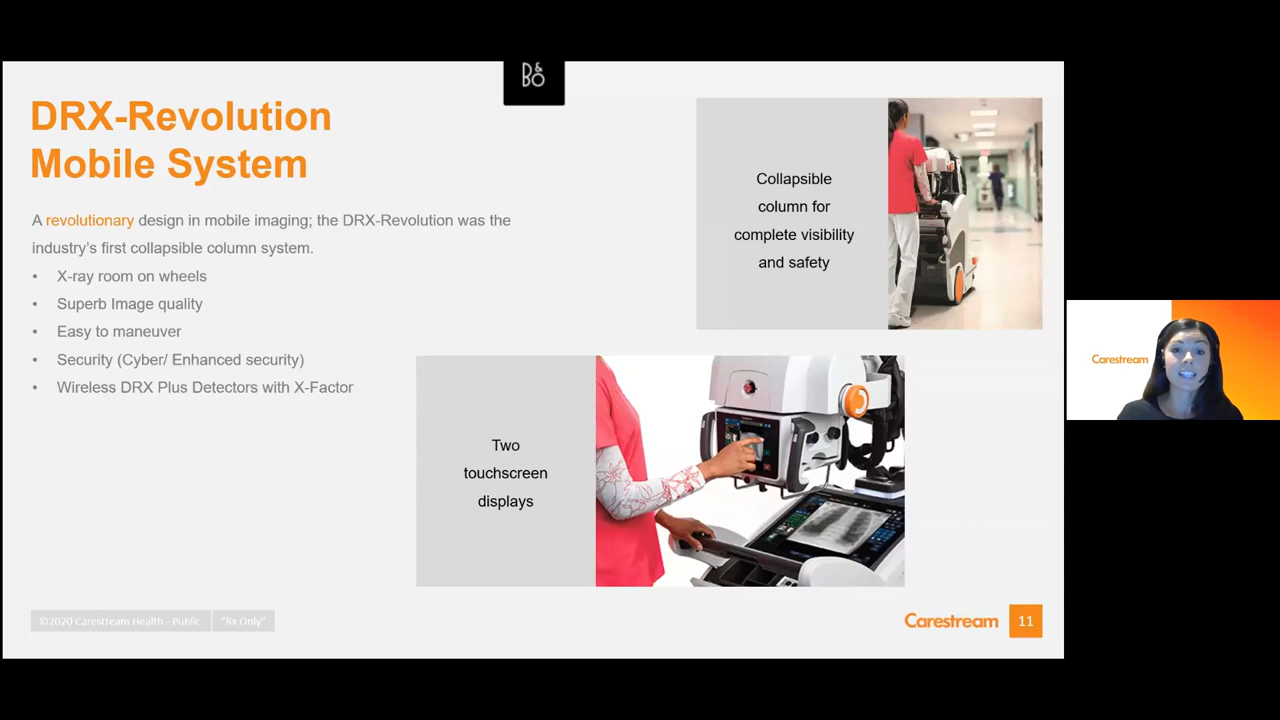 B&O
DRX-Revolution
Mobile System
A revolutionary design in mobile imaging; the DRX-Revolution was the
industry's first collapsible column system.
• X-ray room on wheels
• Superb Image quality
• Easy to maneuver
• Security (Cyber/ Enhanced security)
• Wireless DRX Plus Detectors with X-Factor
Collapsible
column for
complete visibility
and safety
Two
touchscreen
displays
Carestream
©2020 Carestream Health - Public
"Rx Only"
Carestream
11